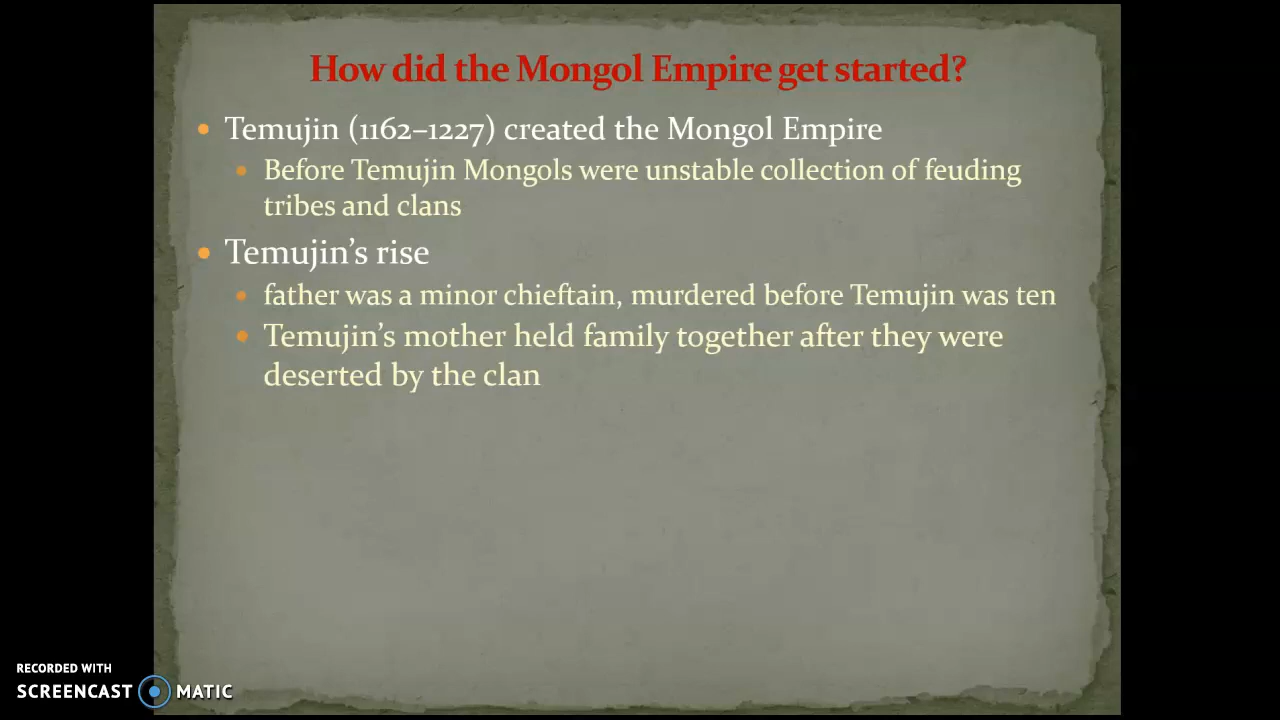 How did the Mongol Empire get started?
• Temujin (1162–1227) created the Mongol Empire
• Before Temujin Mongols were unstable collection of feuding
tribes and clans
• Temujin’s rise
• father was a minor chieftain, murdered before Temujin was ten
• Temujin’s mother held family together after they were
deserted by the clan
RECORDED WITH
SCREENCAST MATIC